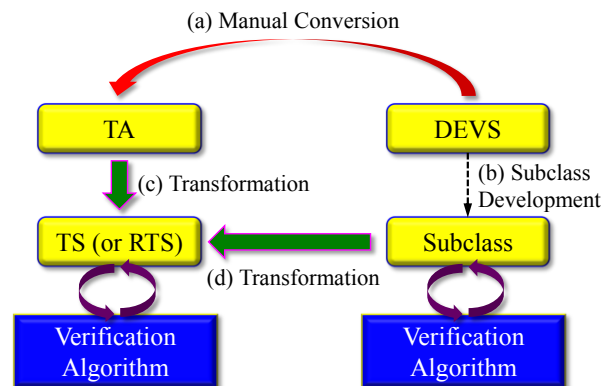 (a) Manual Conversion
TA
DEVS
(c) Transformation
(b) Subclass
Development
TS (or RTS)
Subclass
(d) Transformation
Verification
Algorithm
Verification
Algorithm